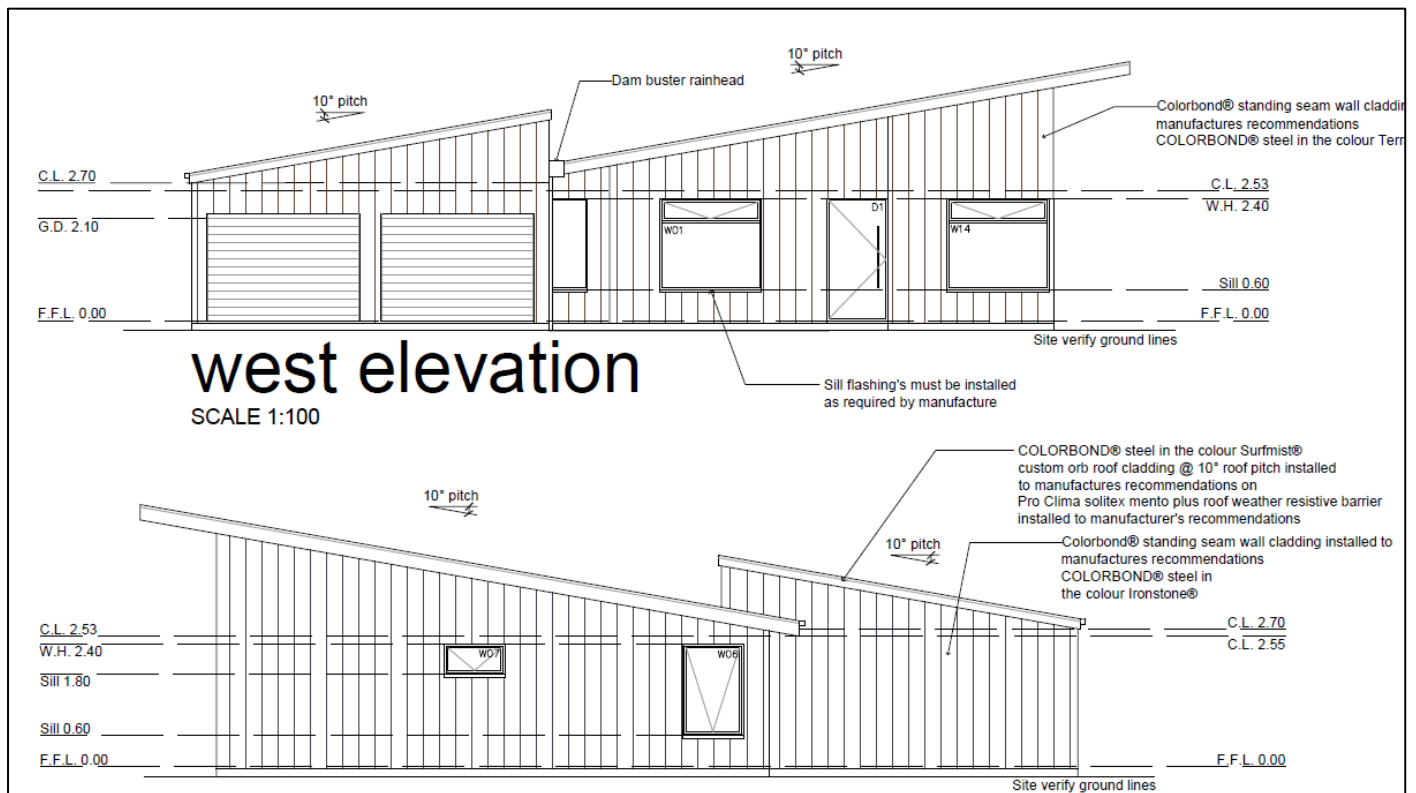 10° pitch
Dam buster rainhead
10° pitch
Colorbond® standing seam wall claddin
manufactures recommendations
COLORBOND® steel in the colour Terr
C.L. 2.70
G.D. 2.10
F.F.L. 0.00
W01
D1
W14
C.L. 2.53
W.H. 2.40
Sill 0.60
F.F.L. 0.00
Site verify ground lines
west elevation
SCALE 1:100
Sill flashing's must be installed
as required by manufacture
COLORBOND® steel in the colour Surfmist®
custom orb roof cladding @ 10° roof pitch installed
to manufactures recommendations on
Pro Clima solitex mento plus roof weather resistive barrier
installed to manufacturer's recommendations
10° pitch
10° pitch
Colorbond® standing seam wall cladding installed to
manufactures recommendations
COLORBOND® steel in
the colour Ironstone®
C.L. 2.53
W.H. 2.40
Sill 1.80
Sill 0.60
F.F.L. 0.00
W07
W06
C.L. 2.70
C.L. 2.55
F.F.L. 0.00
Site verify ground lines